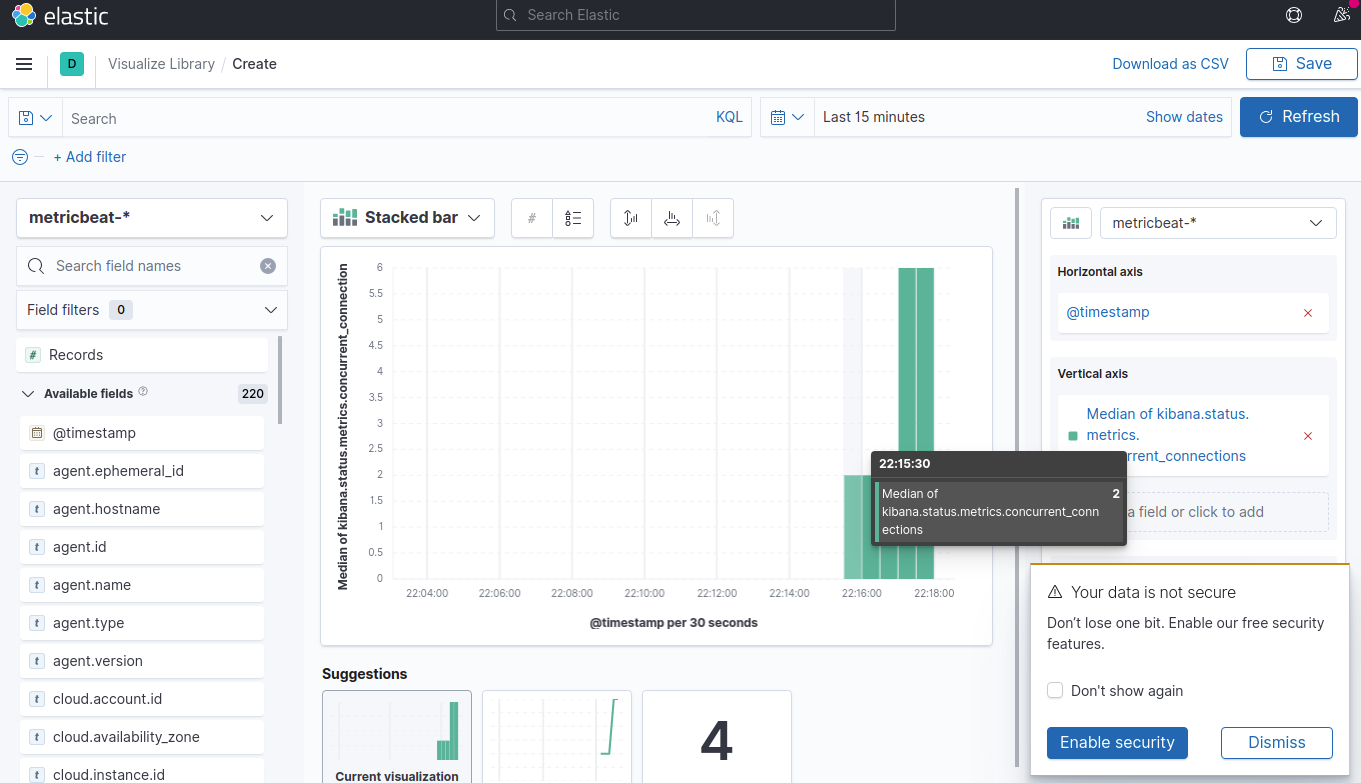 elastic
Search Elastic
D
Visualize Library / Create
Download as CSV
Save
Search
KQL
Last 15 minutes
Show dates
Refresh
+ Add filter
metricbeat-*
Search field names
Field filters 0
# Records
Available fields
220
@timestamp
t agent.ephemeral_id
t agent.hostname
t agent.id
t agent.name
t agent.type
t agent.version
t cloud.account.id
t cloud.availability_zone
t cloud.instance.id
Stacked bar
#
Median of kibana.status.metrics.concurrent_connection
6
5.5
5
4.5
4
3.5
3
2.5
2
1.5
1
0.5
0
22:04:00
22:06:00
22:08:00
22:10:00
22:12:00
22:14:00
22:16:00
22:18:00
@timestamp per 30 seconds
22:15:30
Median of
kibana.status.metrics.concurrent_conn
ections
2
Suggestions
Current visualization
4
metricbeat-*
Horizontal axis
@timestamp
Vertical axis
Median of kibana.status.
metrics.
rrent_connections
a field or click to add
Your data is not secure
Don't lose one bit. Enable our free security
features.
Don't show again
Enable security
Dismiss